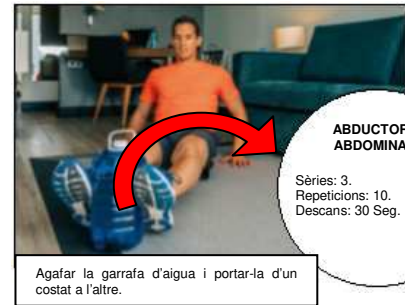 ABDUCTOR
ABDOMINA
Sèries: 3.
Repeticions: 10.
Descans: 30 Seg.
Agafar la garrafa d'aigua i portar-la d'un
costat a l'altre.